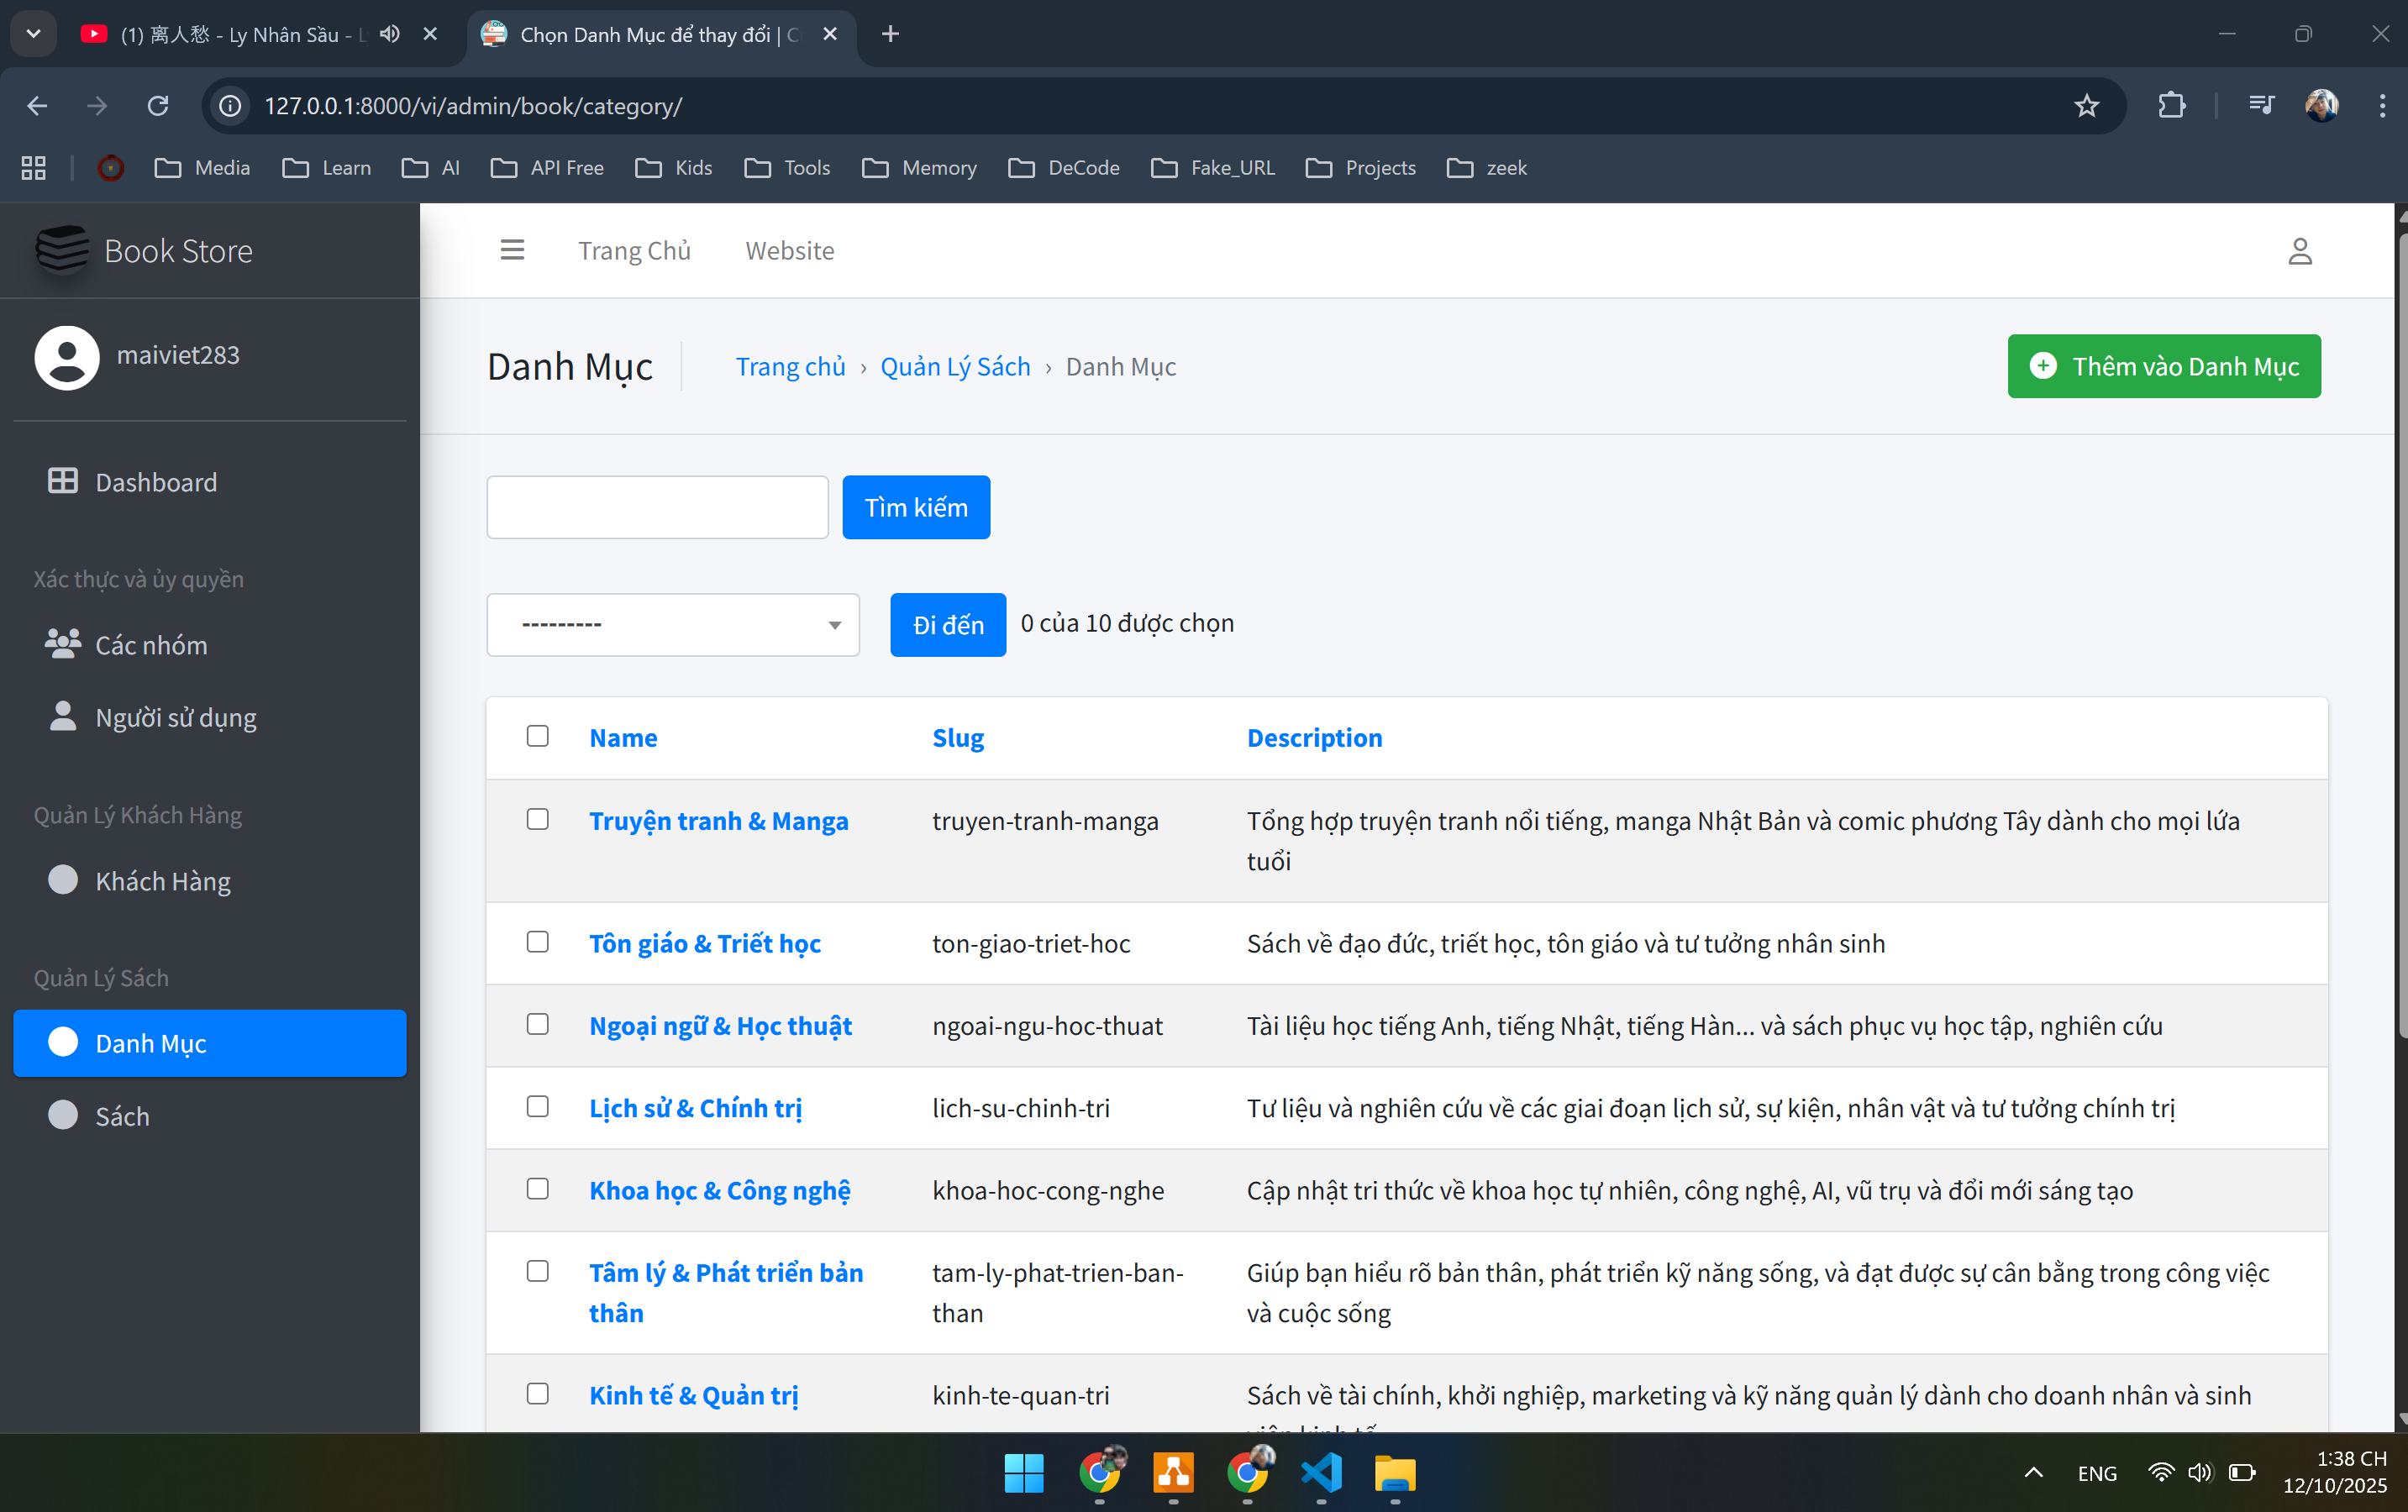 (1) 离人愁 - Ly Nhân Sầu -
Chọn Danh Mục để thay đổi |
127.0.0.1:8000/vi/admin/book/category/
Media
Learn
AI
API Free
Kids
Tools
Memory
DeCode
Fake_URL
Projects
zeek
Book Store
Trang Chủ
Website
maiviet283
Danh Mục
Trang chủ › Quản Lý Sách › Danh Mục
Thêm vào Danh Mục
Dashboard
Tìm kiếm
Xác thực và ủy quyền
---------
Đi đến
0 của 10 được chọn
Các nhóm
Người sử dụng
Quản Lý Khách Hàng
Khách Hàng
Quản Lý Sách
Danh Mục
Sách
Name
Slug
Description
Truyện tranh & Manga
truyen-tranh-manga
Tổng hợp truyện tranh nổi tiếng, manga Nhật Bản và comic phương Tây dành cho mọi lứa
tuổi
Tôn giáo & Triết học
ton-giao-triet-hoc
Sách về đạo đức, triết học, tôn giáo và tư tưởng nhân sinh
Ngoại ngữ & Học thuật
ngoai-ngu-hoc-thuat
Tài liệu học tiếng Anh, tiếng Nhật, tiếng Hàn... và sách phục vụ học tập, nghiên cứu
Lịch sử & Chính trị
lich-su-chinh-tri
Tư liệu và nghiên cứu về các giai đoạn lịch sử, sự kiện, nhân vật và tư tưởng chính trị
Khoa học & Công nghệ
khoa-hoc-cong-nghe
Cập nhật tri thức về khoa học tự nhiên, công nghệ, AI, vũ trụ và đổi mới sáng tạo
Tâm lý & Phát triển bản
thân
tam-ly-phat-trien-ban-
than
Giúp bạn hiểu rõ bản thân, phát triển kỹ năng sống, và đạt được sự cân bằng trong công việc
và cuộc sống
Kinh tế & Quản trị
kinh-te-quan-tri
Sách về tài chính, khởi nghiệp, marketing và kỹ năng quản lý dành cho doanh nhân và sinh
ENG
1:38 CH
12/10/2025